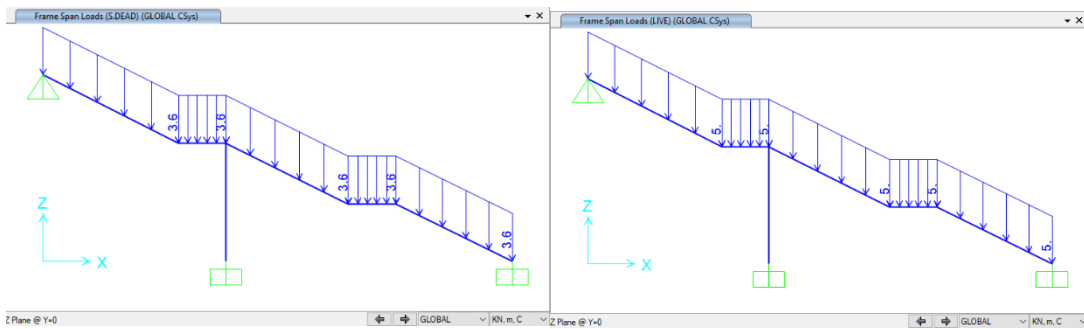 Frame Span Loads (S.DEAD) (GLOBAL CSys)
3.6 3.6
3.6 3.6
3.6
Z
X
Z Plane @ Y=0
GLOBAL
KN, m, C
Frame Span Loads (LIVE) (GLOBAL CSys)
5. 5.
5. 5.
5.
Z
X
Z Plane @ Y=0
GLOBAL
KN, m, C